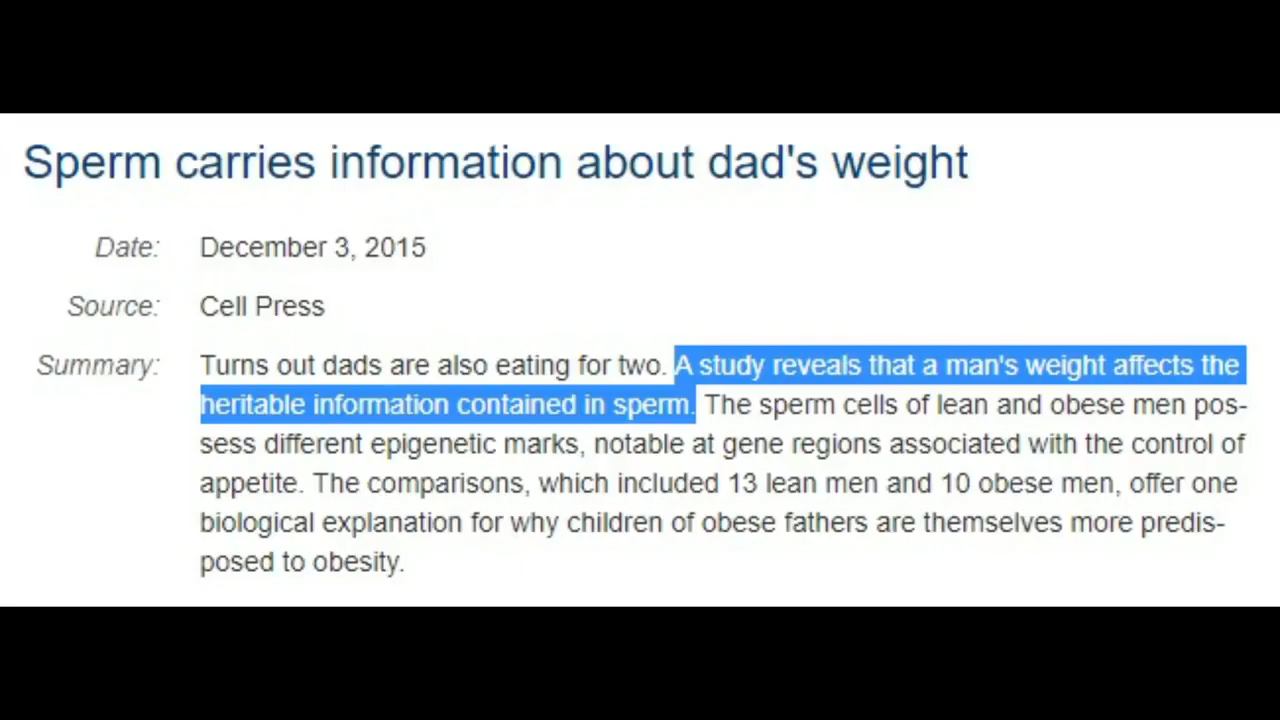 Sperm carries information about dad's weight
Date: December 3, 2015
Source: Cell Press
Summary: Turns out dads are also eating for two. A study reveals that a man's weight affects the
heritable information contained in sperm. The sperm cells of lean and obese men pos-
sess different epigenetic marks, notable at gene regions associated with the control of
appetite. The comparisons, which included 13 lean men and 10 obese men, offer one
biological explanation for why children of obese fathers are themselves more predis-
posed to obesity.